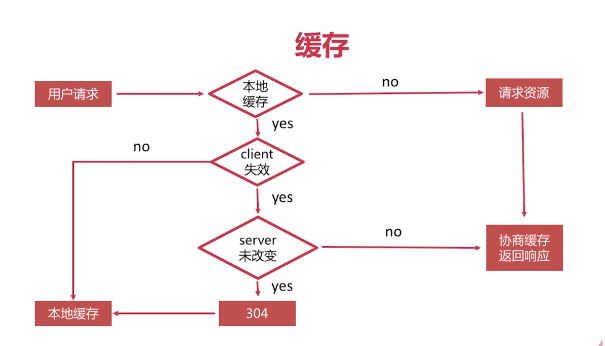 缓存
用户请求
本地
缓存
no
请求资源
yes
no
client
失效
yes
server
未改变
no
协商缓存
返回响应
yes
本地缓存
304